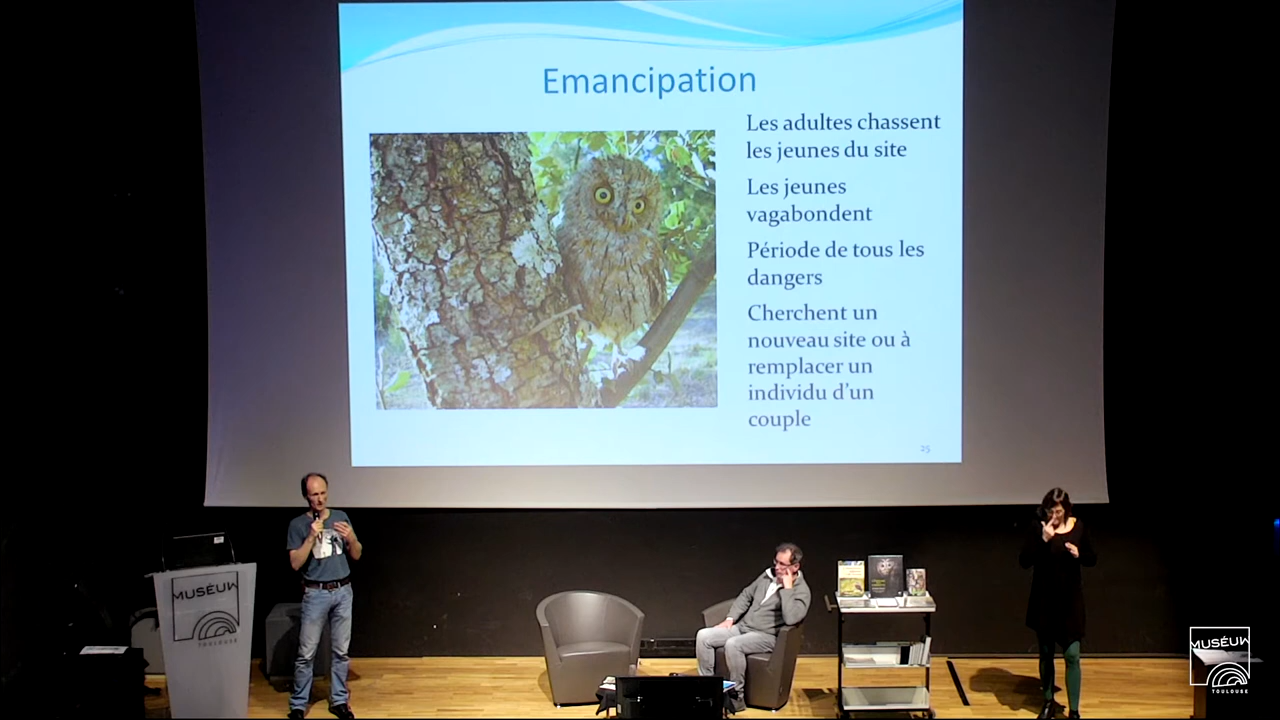 Emancipation
Les adultes chassent
les jeunes du site
Les jeunes
vagabondent
Période de tous les
dangers
Cherchent un
nouveau site ou à
remplacer un
individu d'un
couple
25
MUSÉUM
TOULOUSE
MUSÉUM
TOULOUSE